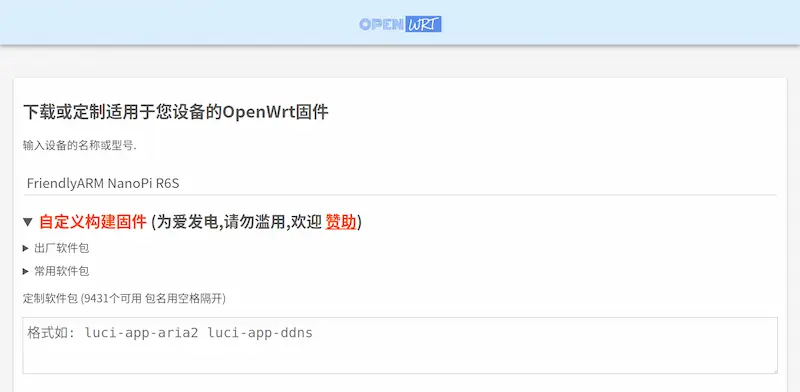 OPENWRT
下载或定制适用于您设备的OpenWrt固件
输入设备的名称或型号.
FriendlyARM NanoPi R6S
▼ 自定义构建固件 (为爱发电,请勿滥用,欢迎 赞助)
▶ 出厂软件包
▶ 常用软件包
定制软件包 (9431个可用 包名用空格隔开)
格式如: luci-app-aria2 luci-app-ddns